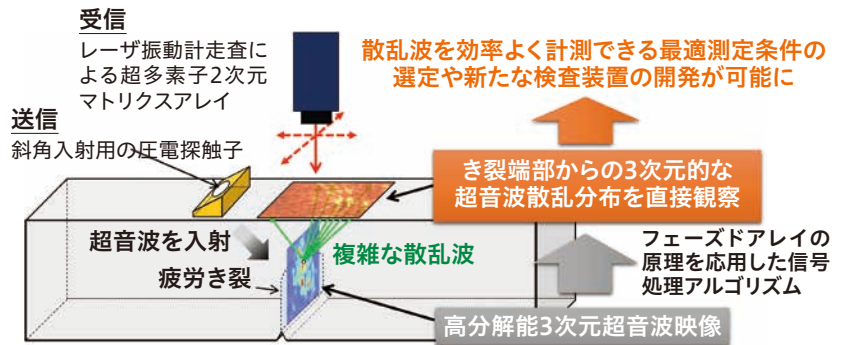 受信
レーザ振動計走査に
よる超多素子2次元
マトリクスアレイ
送信
斜角入射用の圧電探触子
散乱波を効率よく計測できる最適測定条件の
選定や新たな検査装置の開発が可能に
き裂端部からの3次元的な
超音波散乱分布を直接観察
超音波を入射
複雑な散乱波
疲労き裂
フェーズドアレイの
原理を応用した信号
処理アルゴリズム
高分解能3次元超音波映像